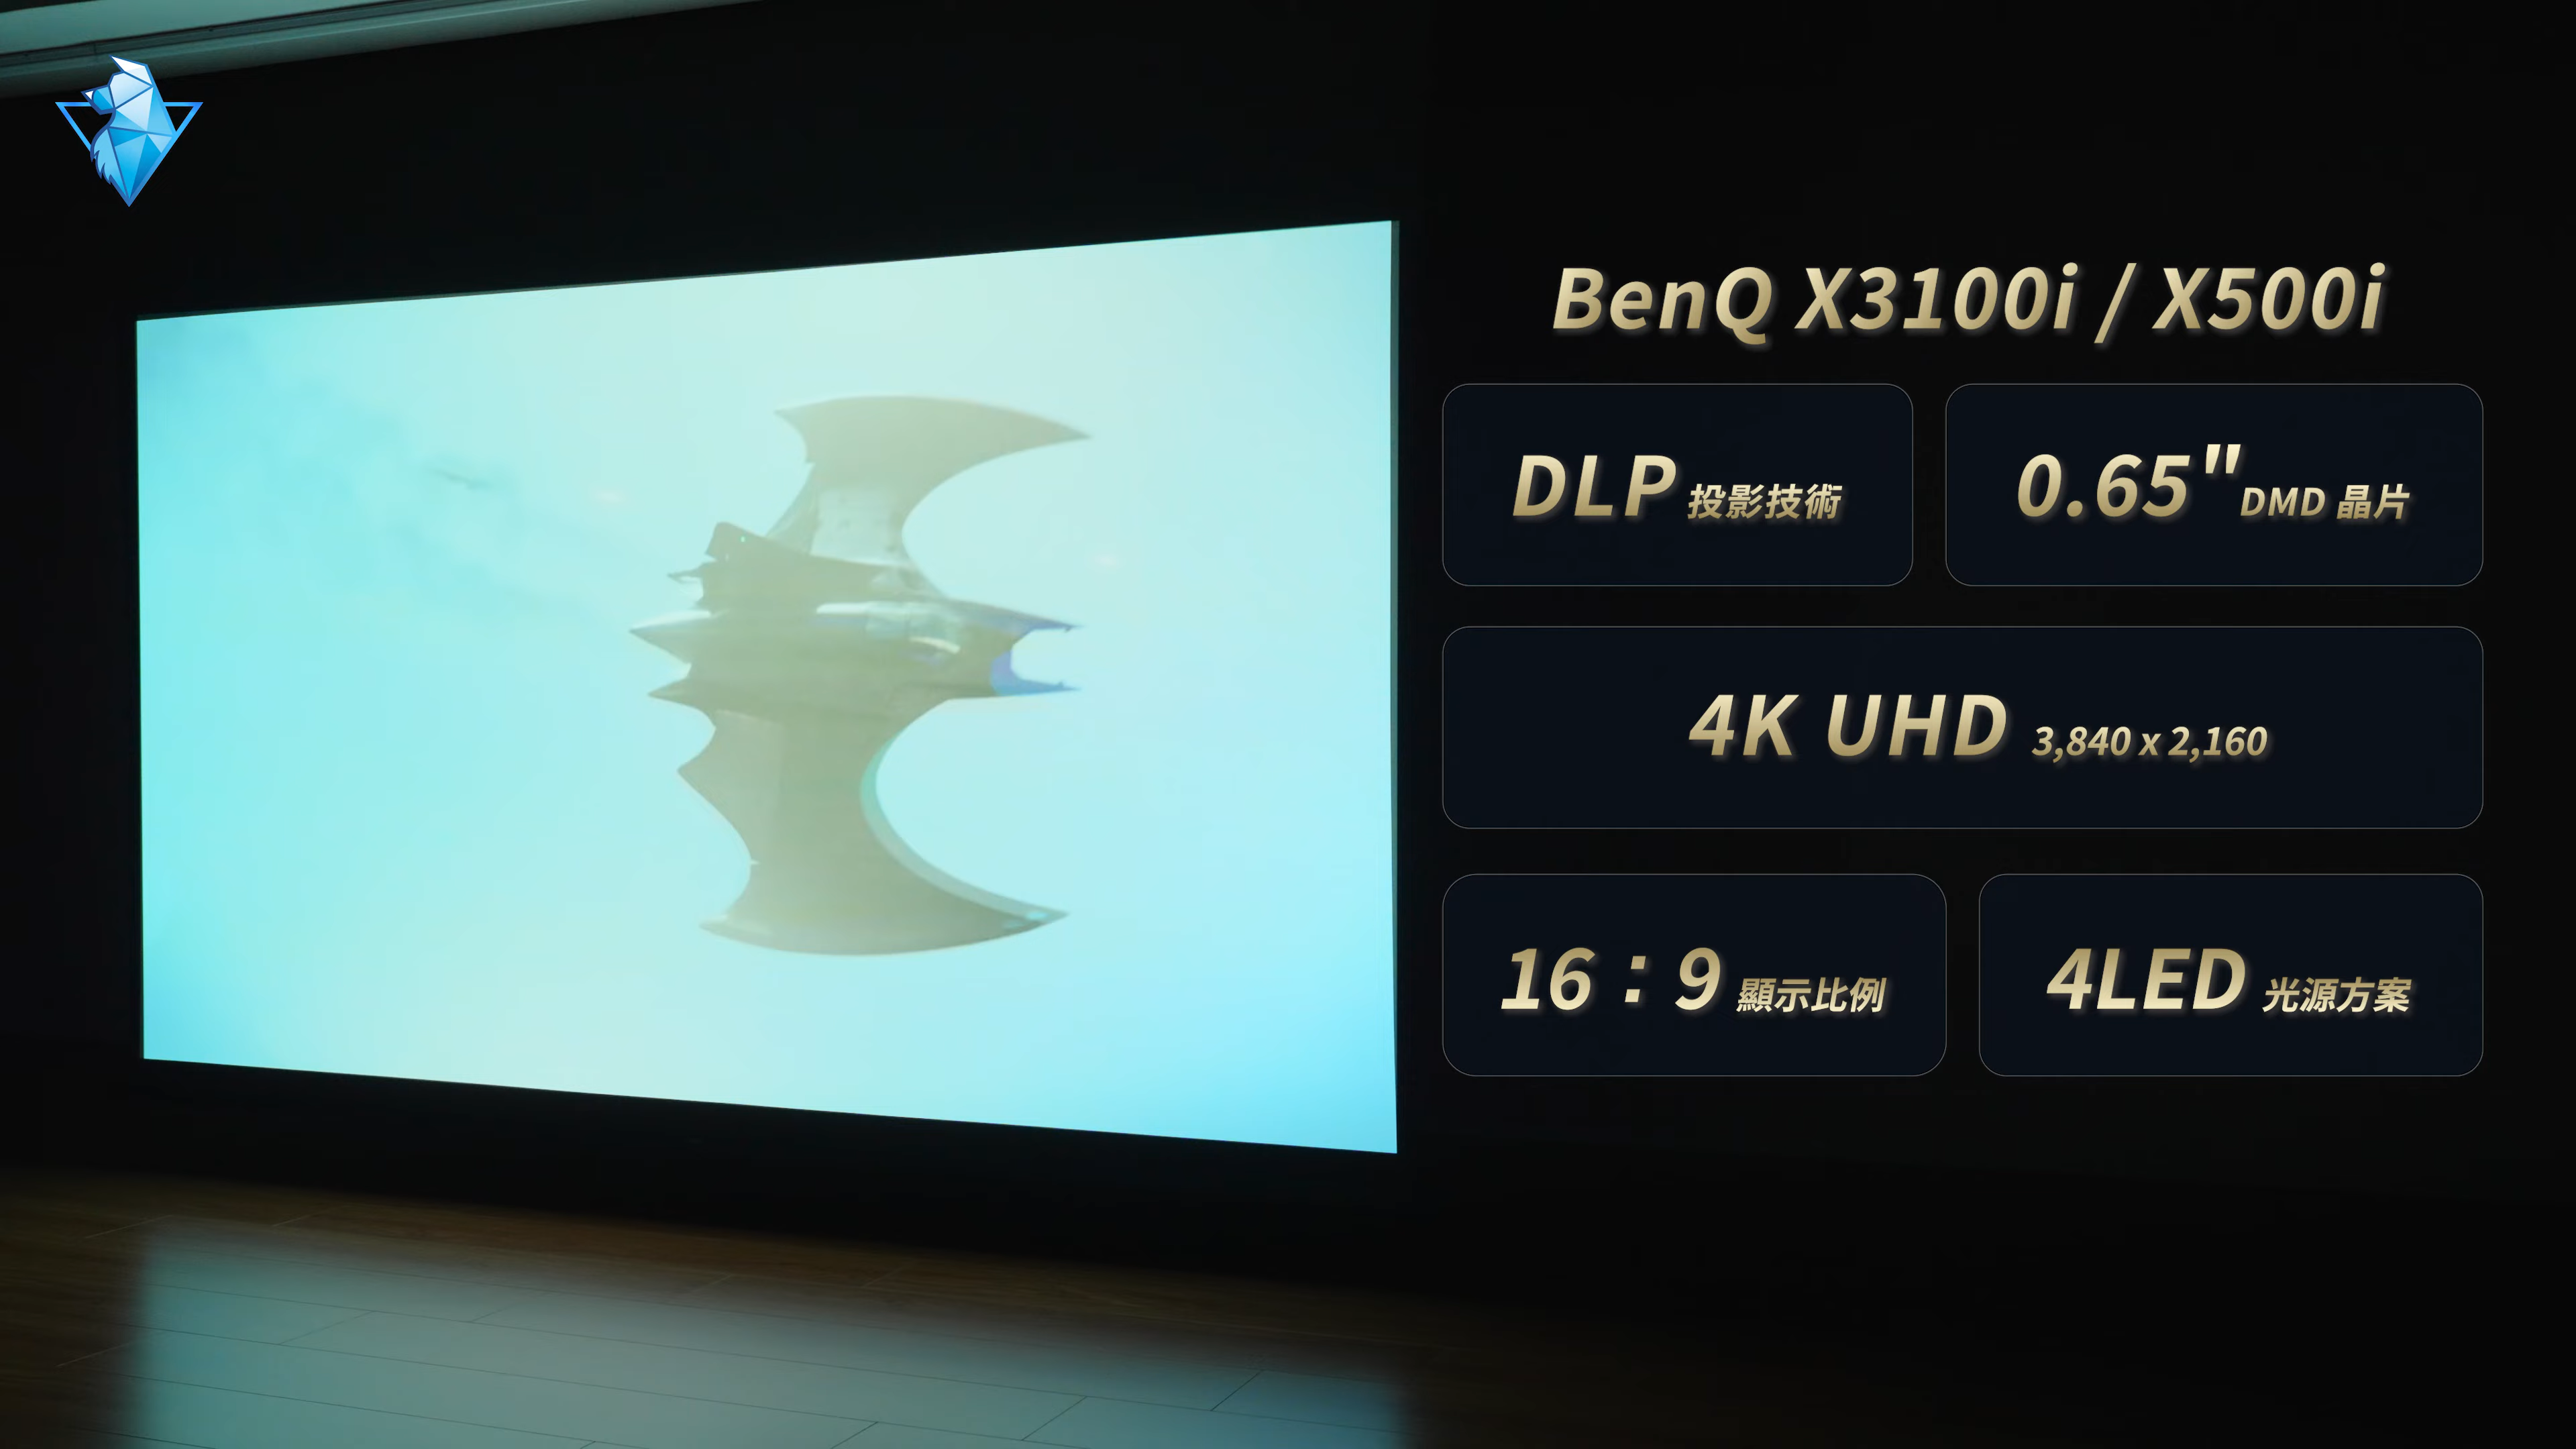 BenQ X3100i / X500i
DLP 投影技術
0.65" DMD 晶片
4K UHD 3,840 x 2,160
16：9 顯示比例
4LED 光源方案